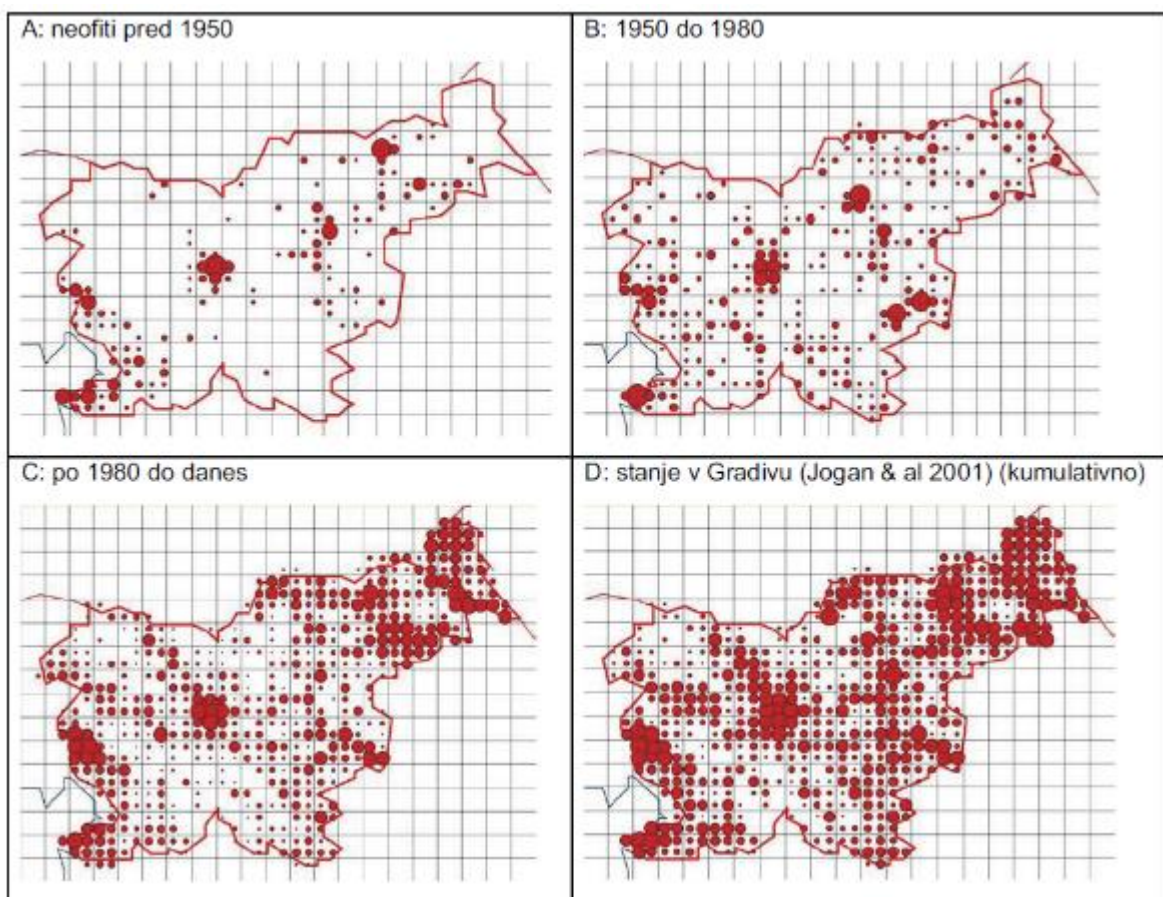 A: neofiti pred 1950
B: 1950 do 1980
C: po 1980 do danes
D: stanje v Gradivu (Jogan & al 2001) (kumulativno)